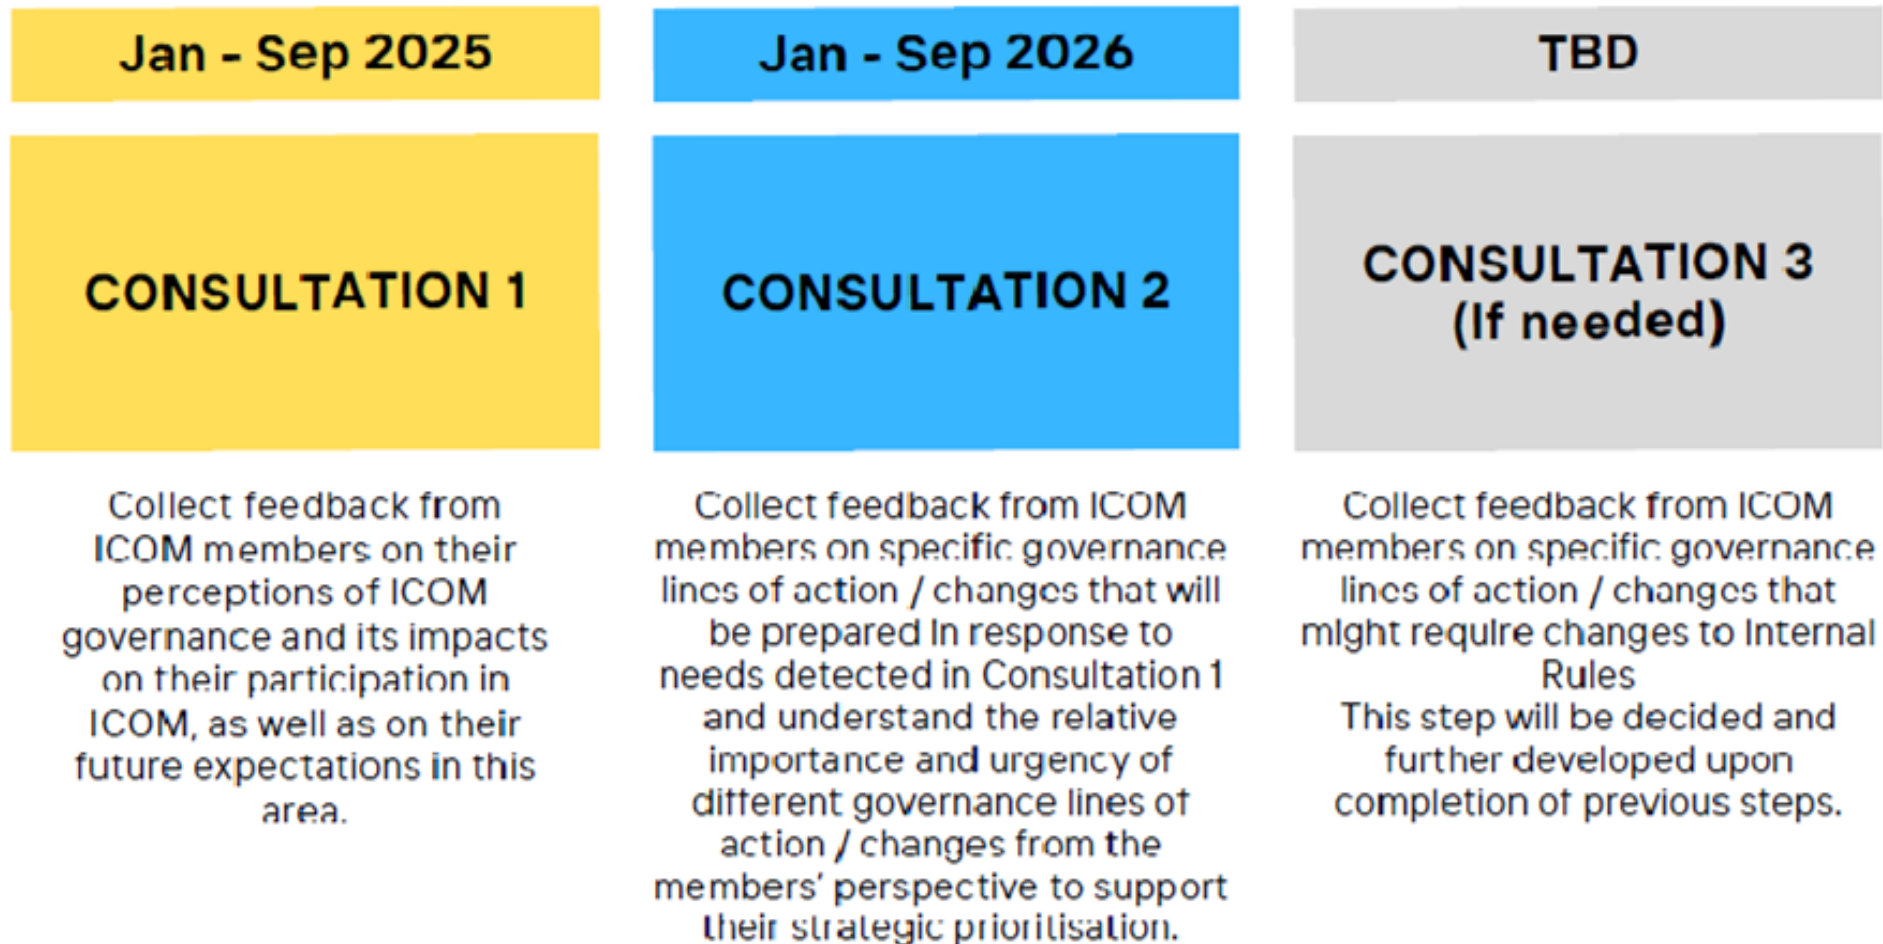 Jan - Sep 2025
CONSULTATION 1
Collect feedback from
ICOM members on their
perceptions of ICOM
governance and its impacts
on their participation in
ICOM, as well as on their
future expectations in this
area.
Jan - Sep 2026
CONSULTATION 2
Collect feedback from ICOM
members on specific governance
lines of action / changes that will
be prepared in response to
needs detected in Consultation 1
and understand the relative
importance and urgency of
different governance lines of
action / changes from the
members' perspective to support
their strategic prioritisation.
TBD
CONSULTATION 3
(If needed)
Collect feedback from ICOM
members on specific governance
lines of action / changes that
might require changes to Internal
Rules
This step will be decided and
further developed upon
completion of previous steps.